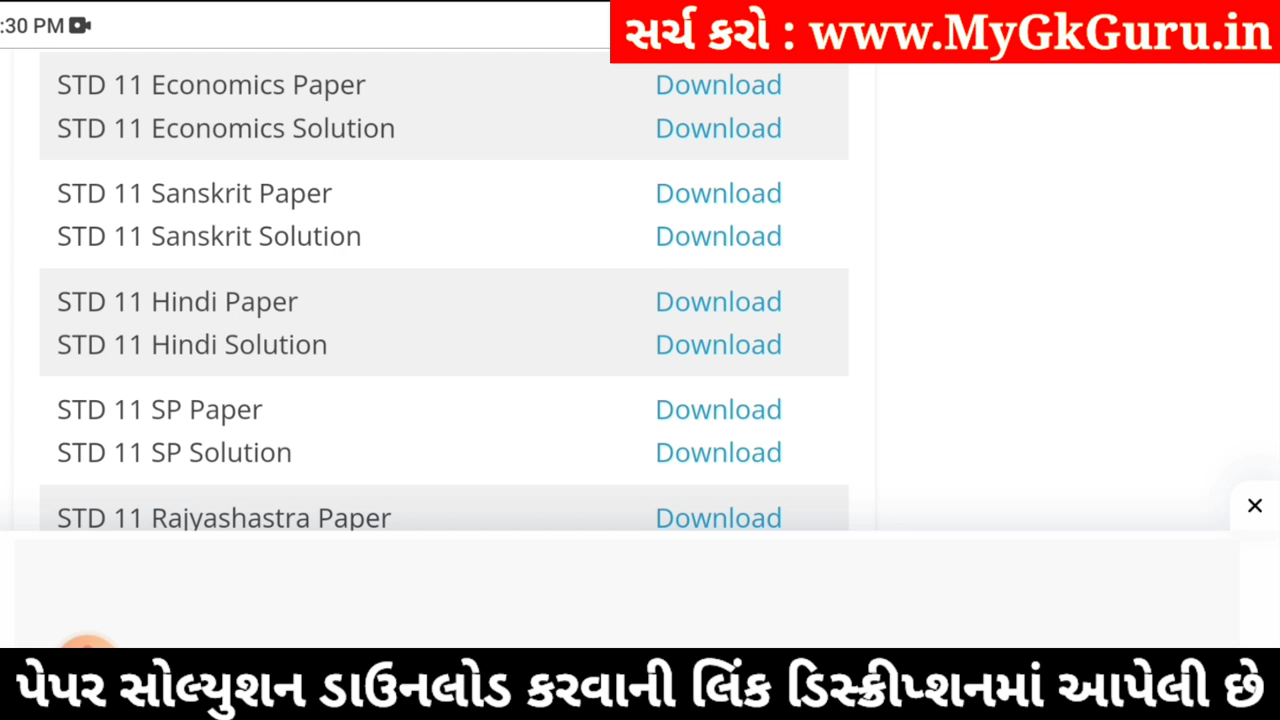 :30 PM
સર્ચ કરો : www.MyGkGuru.in
STD 11 Economics Paper Download
STD 11 Economics Solution Download
STD 11 Sanskrit Paper Download
STD 11 Sanskrit Solution Download
STD 11 Hindi Paper Download
STD 11 Hindi Solution Download
STD 11 SP Paper Download
STD 11 SP Solution Download
STD 11 Rajyashastra Paper Download
પેપર સોલ્યુશન ડાઉનલોડ કરવાની લિંક ડિસ્ક્રીપ્શનમાં આપેલી છે